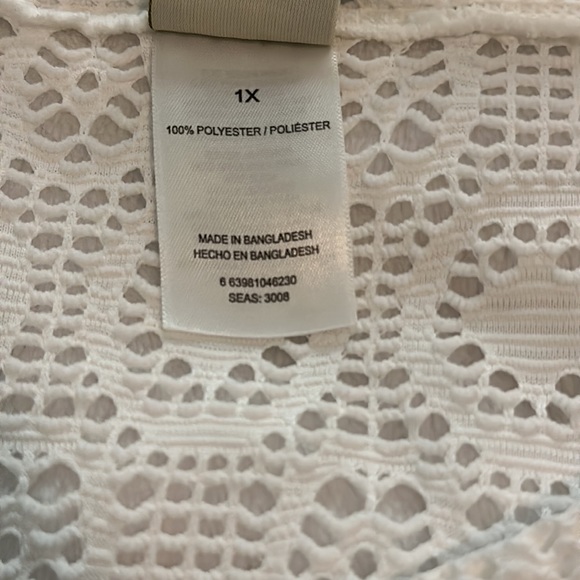 1X
100% POLYESTER / POLIÉSTER
MADE IN BANGLADESH
HECHO EN BANGLADESH
6 63981046230
SEAS: 3008